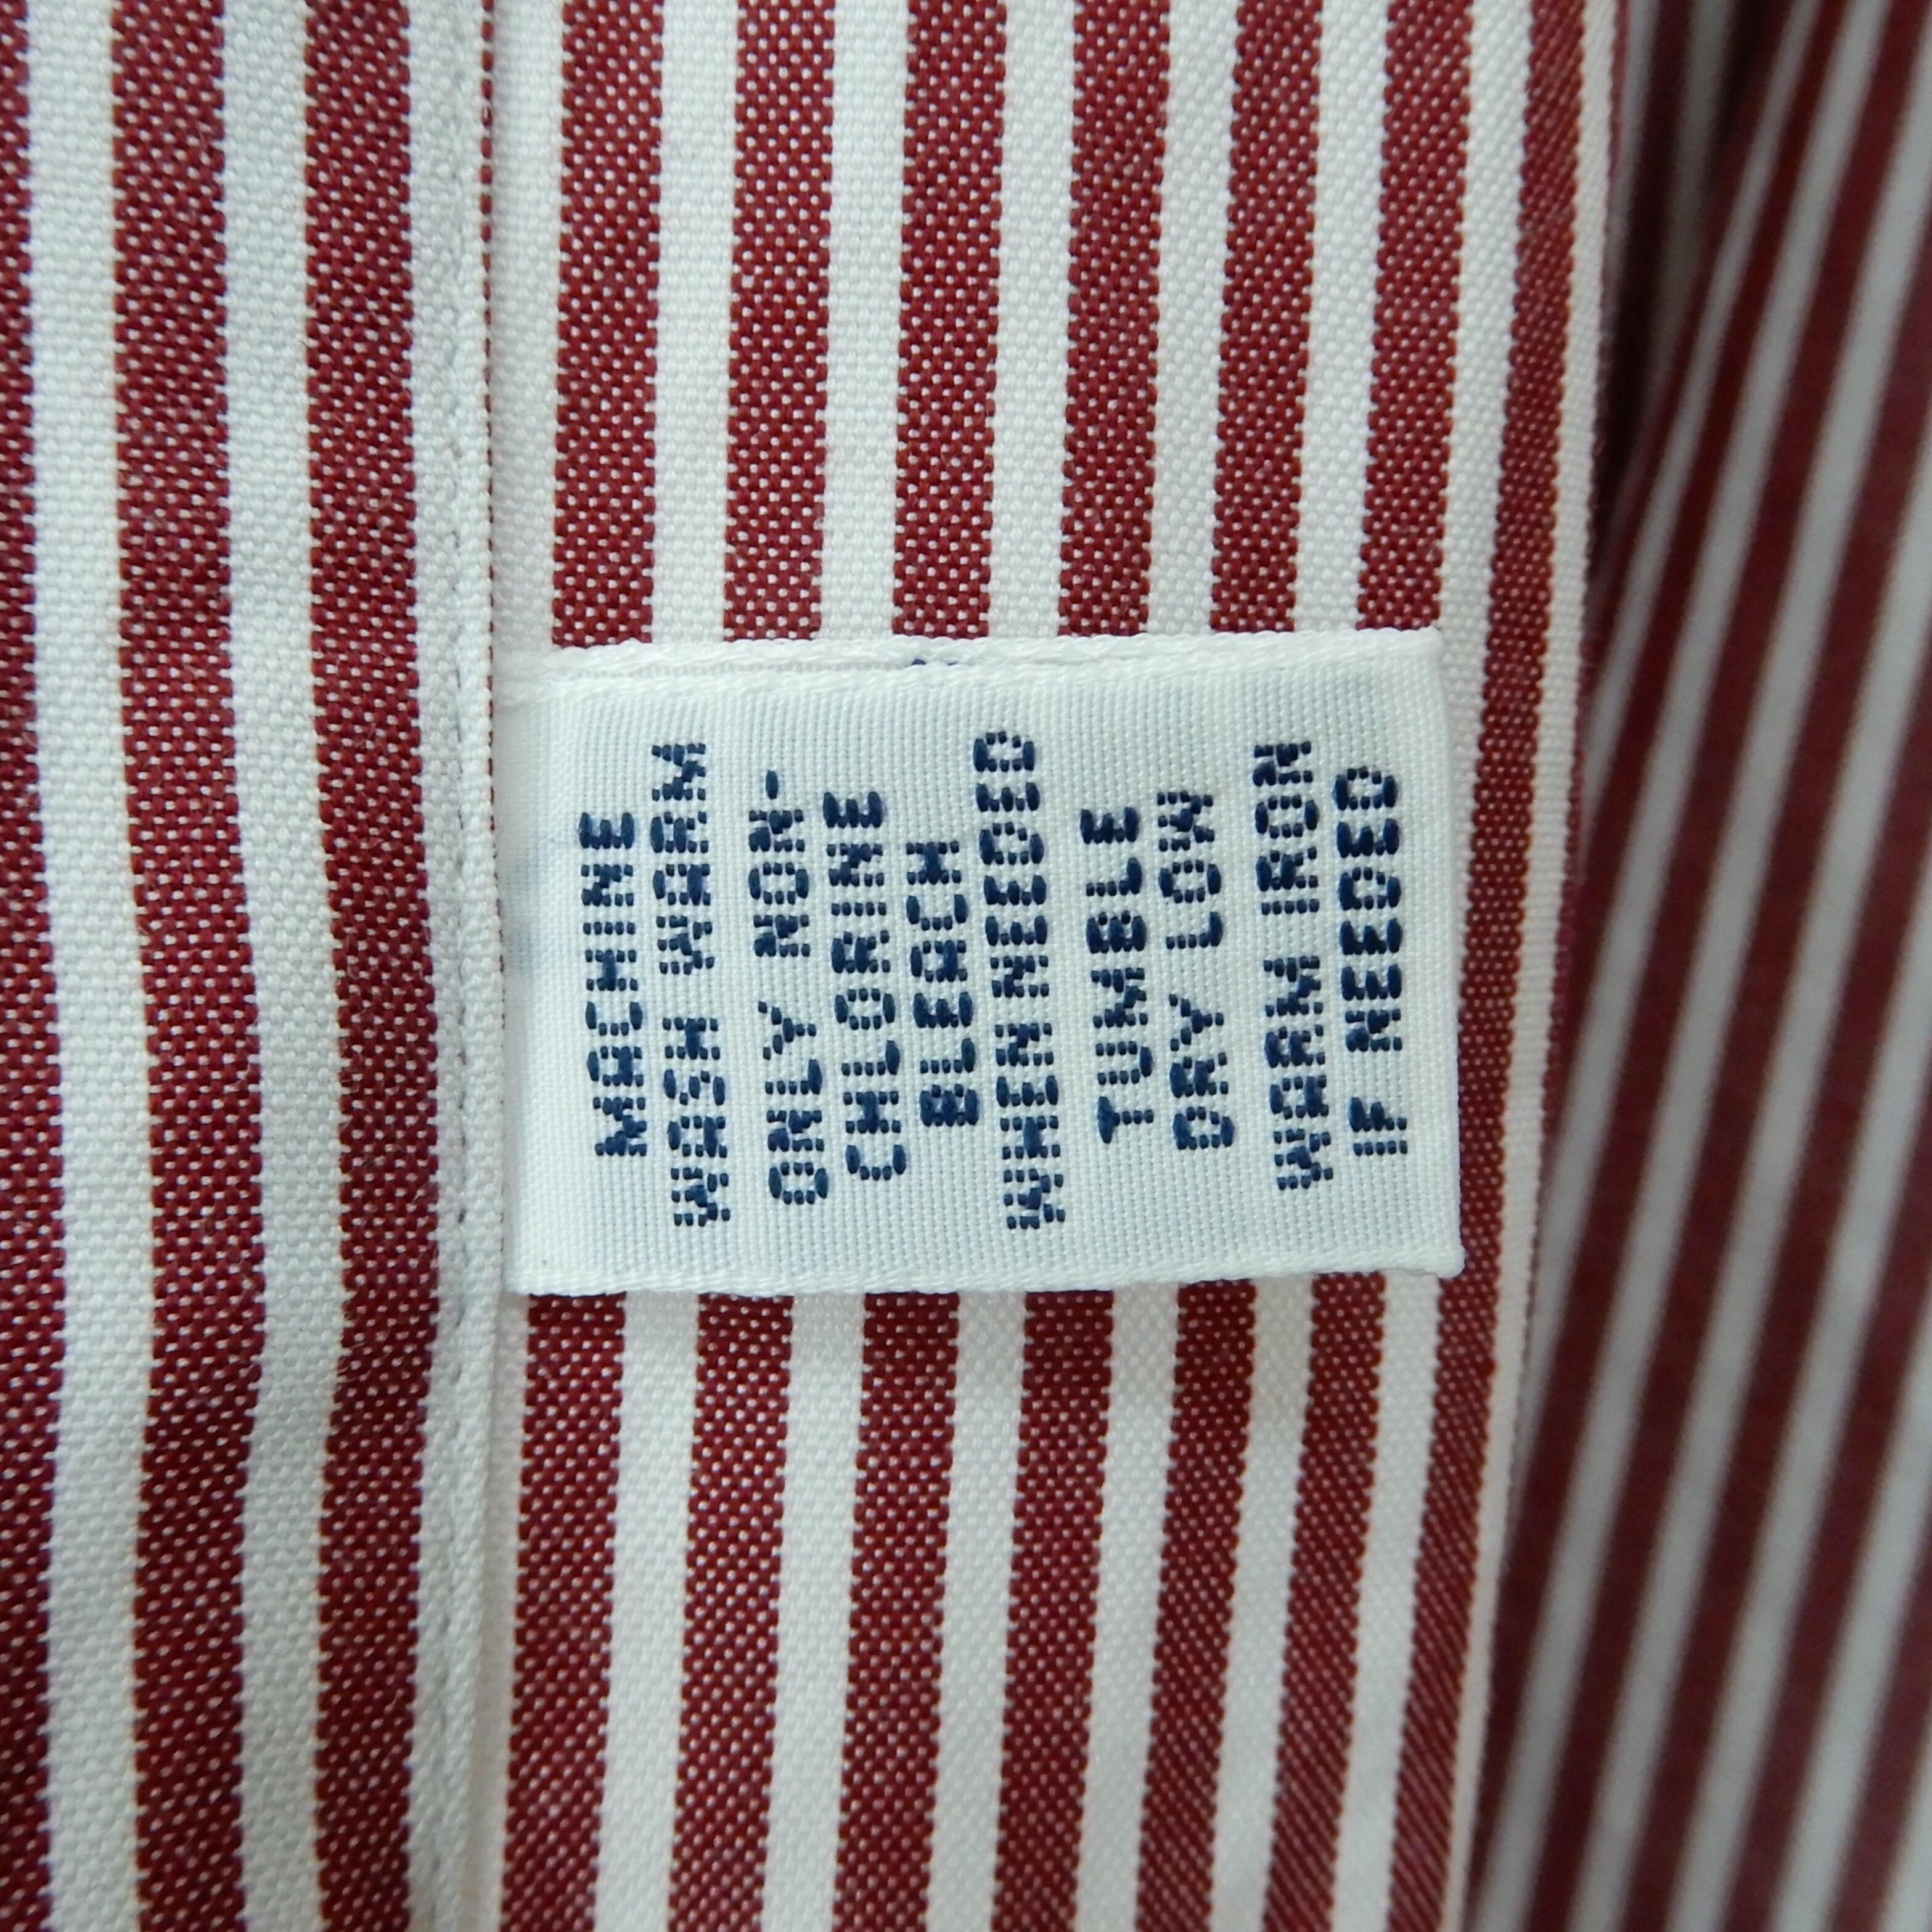 MACHINE
WASH WARM
ONLY NON-
CHLORINE
BLEACH
WHEN NEEDED
TUMBLE
DRY LOW
WARM IRON
IF NEEDED